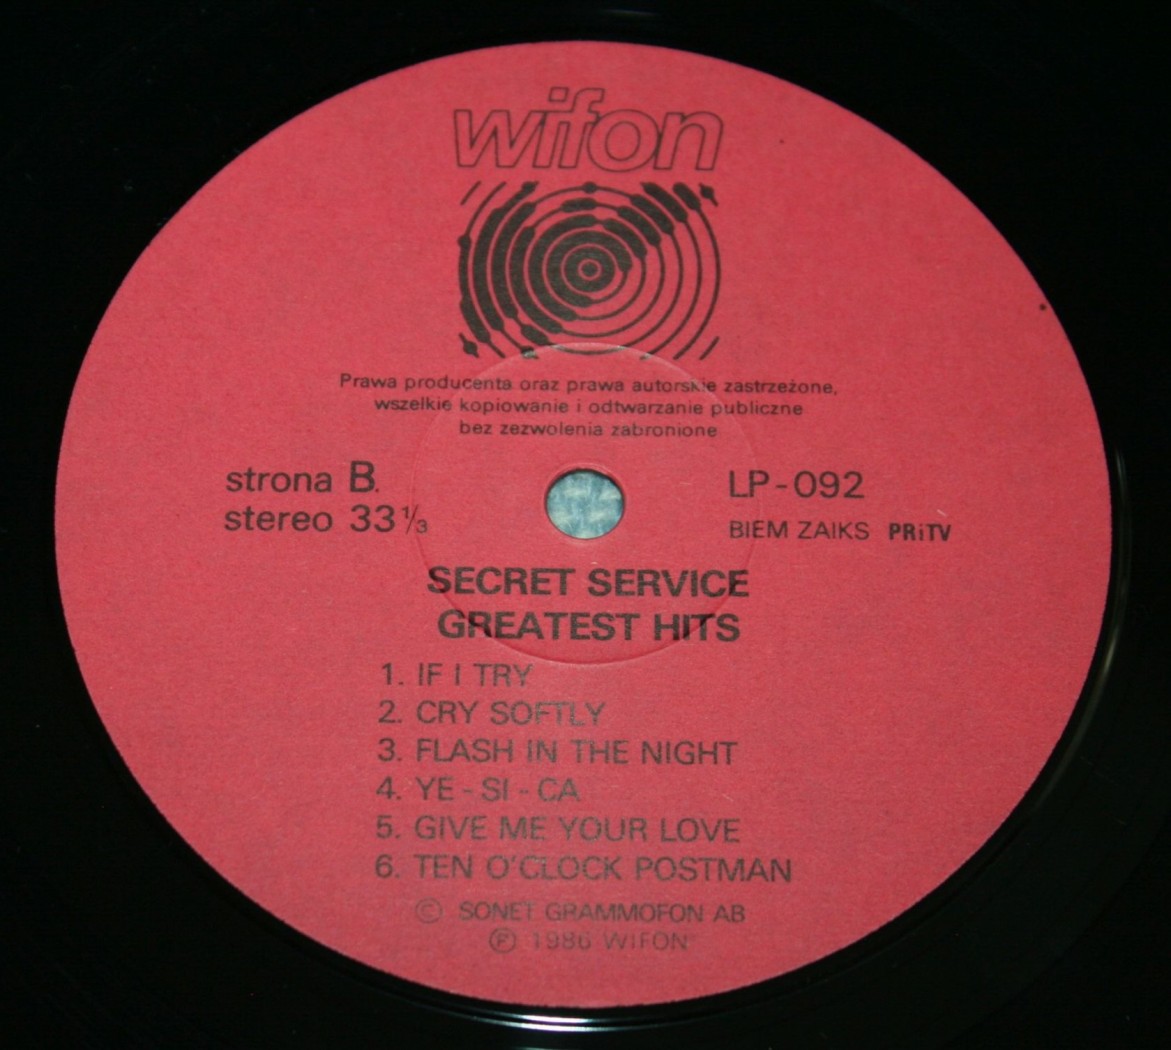 wifon
Prawa producenta oraz prawa autorskie zastrzeżone,
wszelkie kopiowanie i odtwarzanie publiczne
bez zezwolenia zabronione
strona B.
stereo 33 1/3
LP-092
BIEM ZAIKS PRiTV
SECRET SERVICE
GREATEST HITS
1. IF I TRY
2. CRY SOFTLY
3. FLASH IN THE NIGHT
4. YE - SI - CA
5. GIVE ME YOUR LOVE
6. TEN O'CLOCK POSTMAN
© SONET GRAMMOFON AB
℗ 1986 WIFON